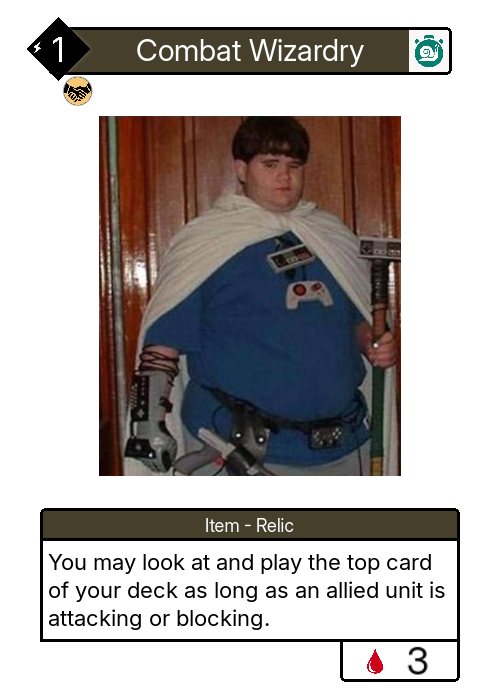 1
Combat Wizardry
Item - Relic
You may look at and play the top card
of your deck as long as an allied unit is
attacking or blocking.
3